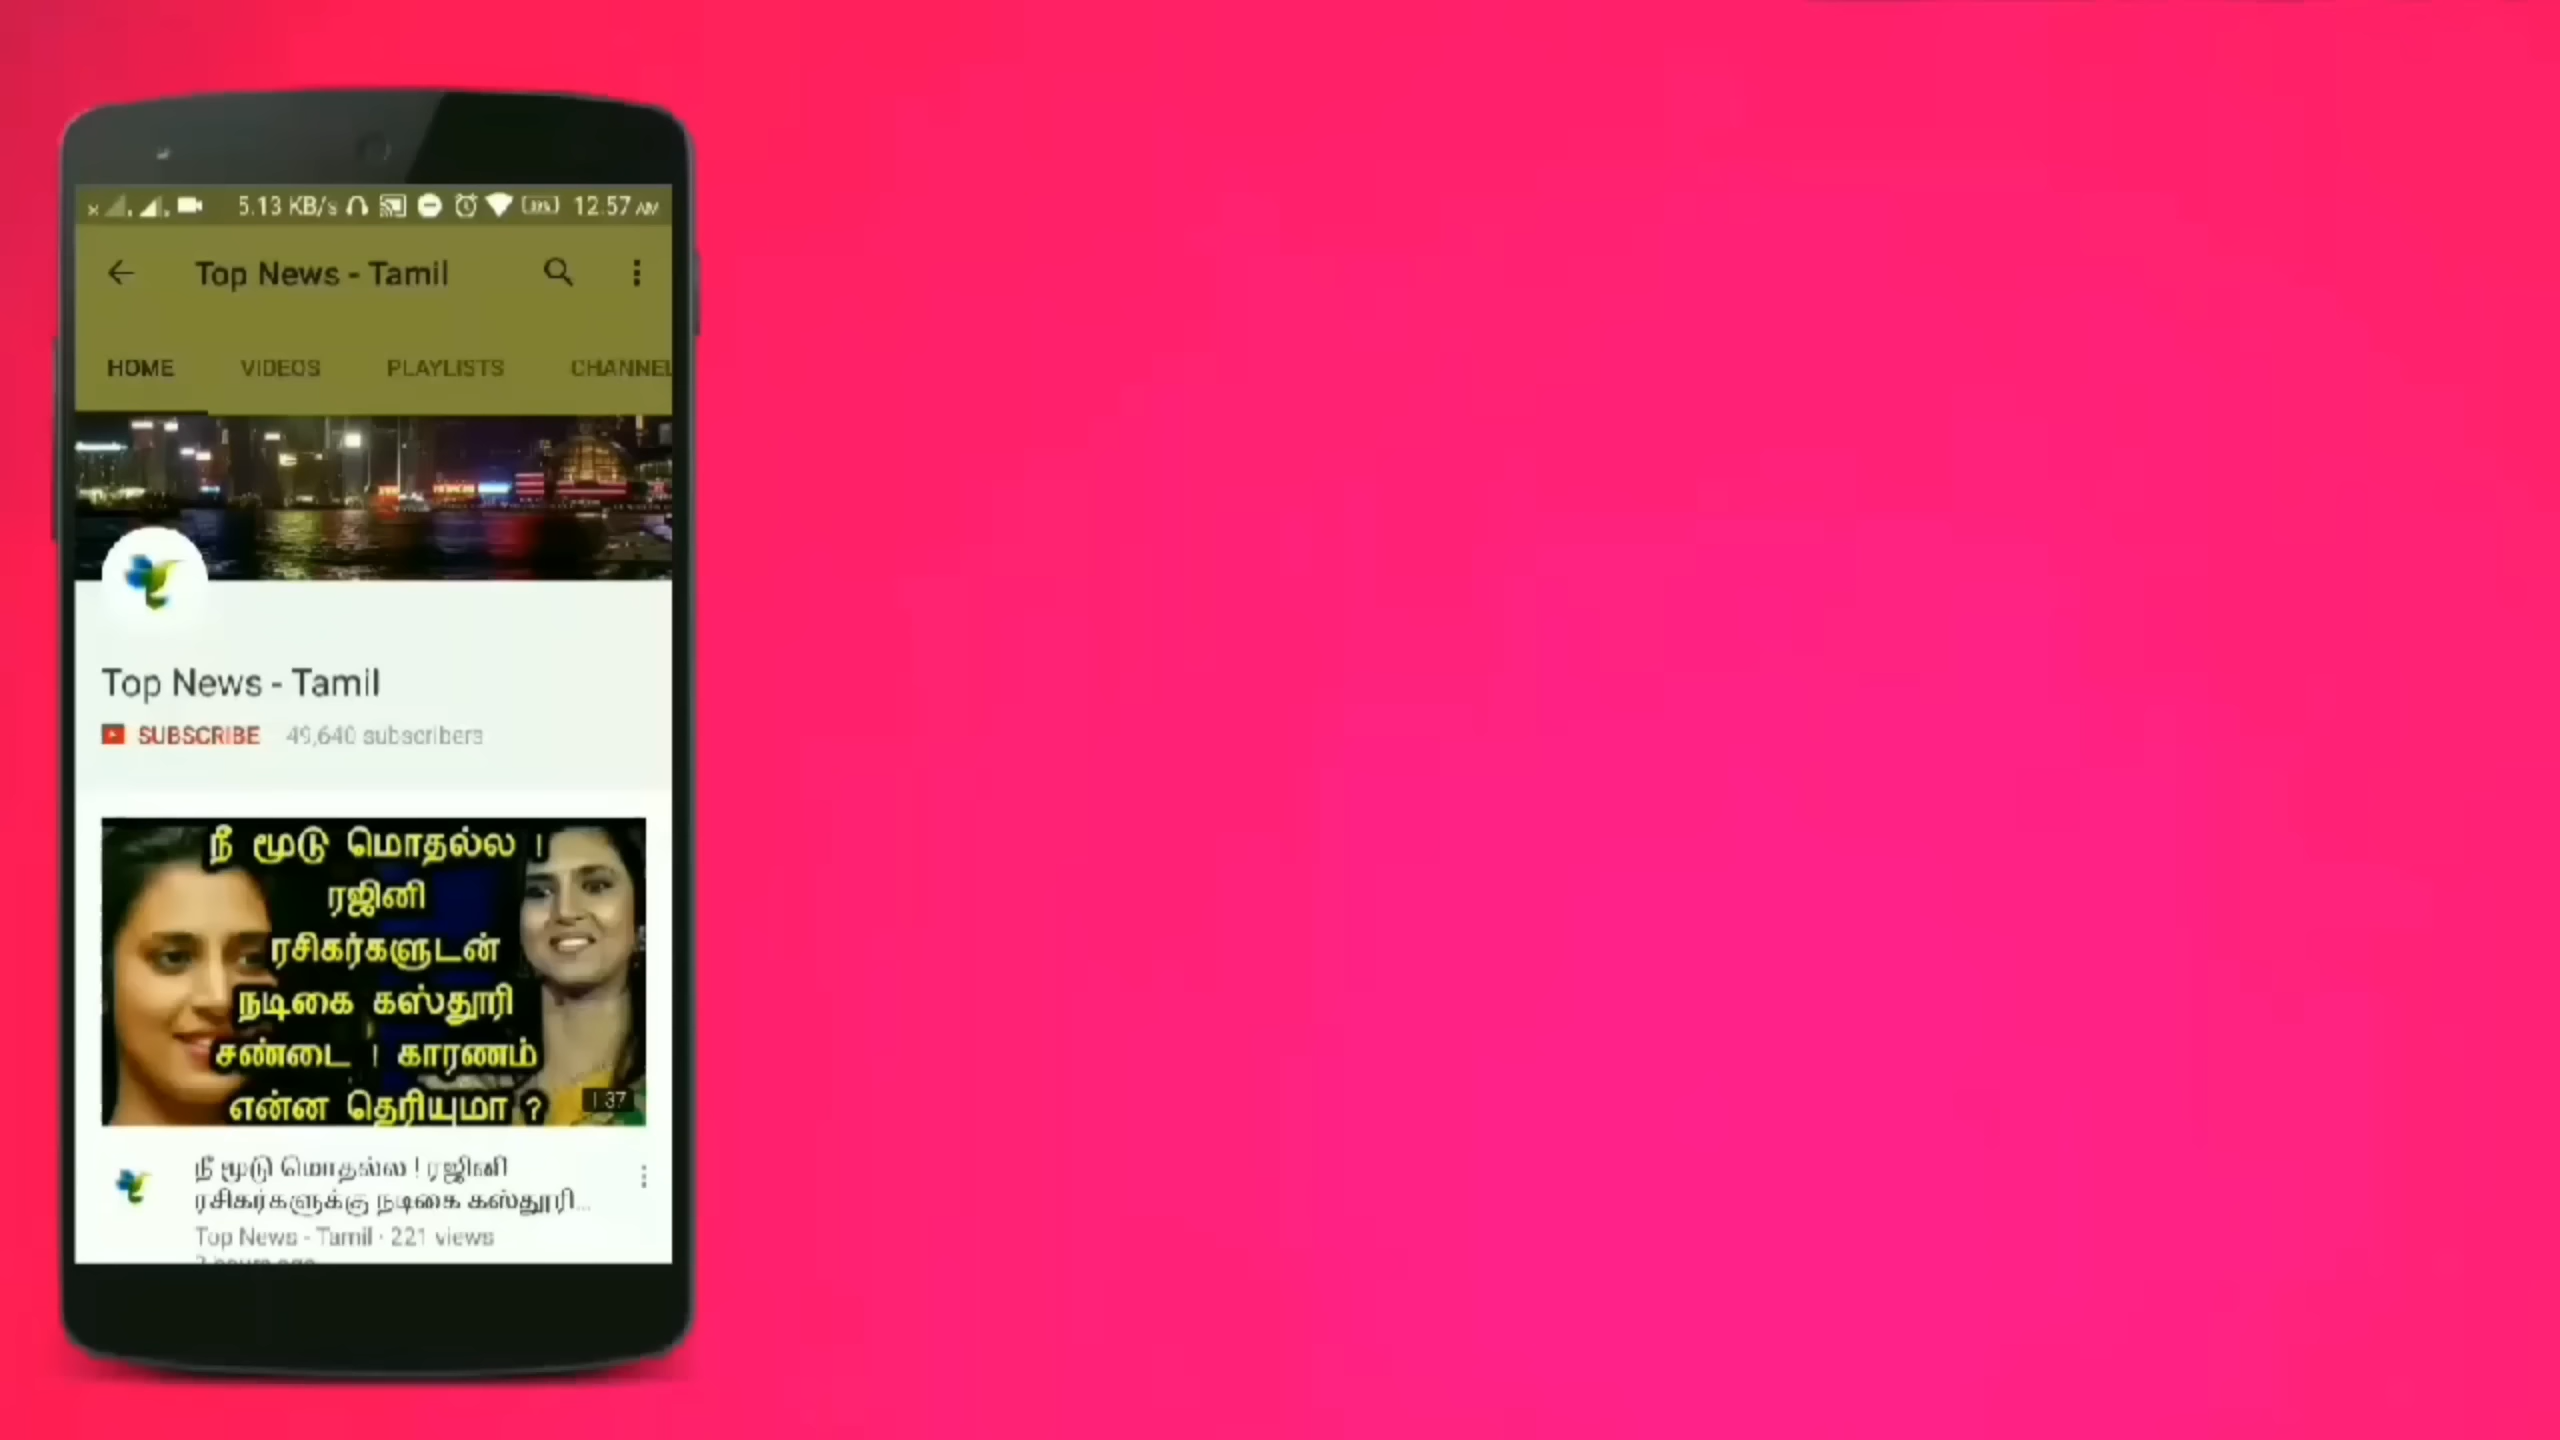 5.13 KB/s 12.57 AM
Top News - Tamil
HOME VIDEOS PLAYLISTS CHANNEL
Top News - Tamil
SUBSCRIBE 49,640 subscribers
நீ மூடு மொதல்ல !
ரஜினி
ரசிகர்களுடன்
நடிகை கஸ்தூரி
சண்டை ! காரணம்
என்ன தெரியுமா ?
1:37
நீ மூடு மொதல்ல ! ரஜினி
ரசிகர்களுக்கு நடிகை கஸ்தூரி...
Top News - Tamil · 221 views
hours ago